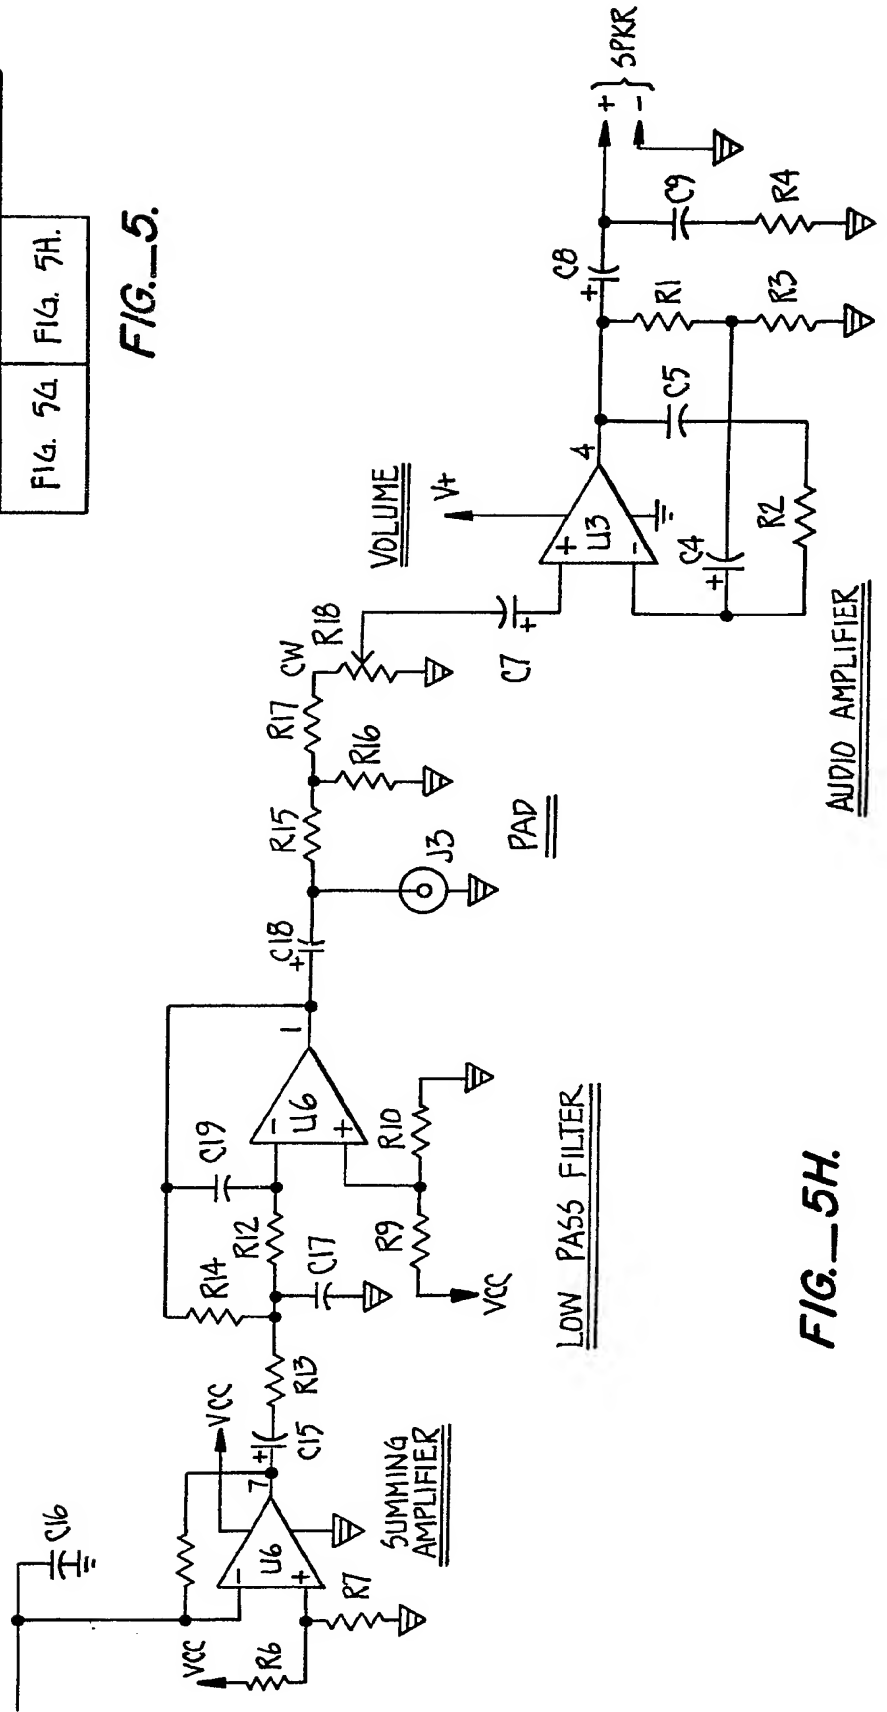 FIG. 5G
FIG. 5H.
FIG._5.
C16
VCC
R6
R7
U6
-
+
7
VCC
+
C15
SUMMING
AMPLIFIER
R13
R14
R12
C17
C19
U6
-
+
1
R9
R10
VCC
LOW PASS FILTER
+
C18
J3
R15
R16
R17
PAD
CW
R18
VOLUME
C7
+
V+
U3
+
-
4
C4
+
R2
C5
R1
R3
C8
+
C9
R4
+
-
SPKR
AUDIO AMPLIFIER
FIG._5H.